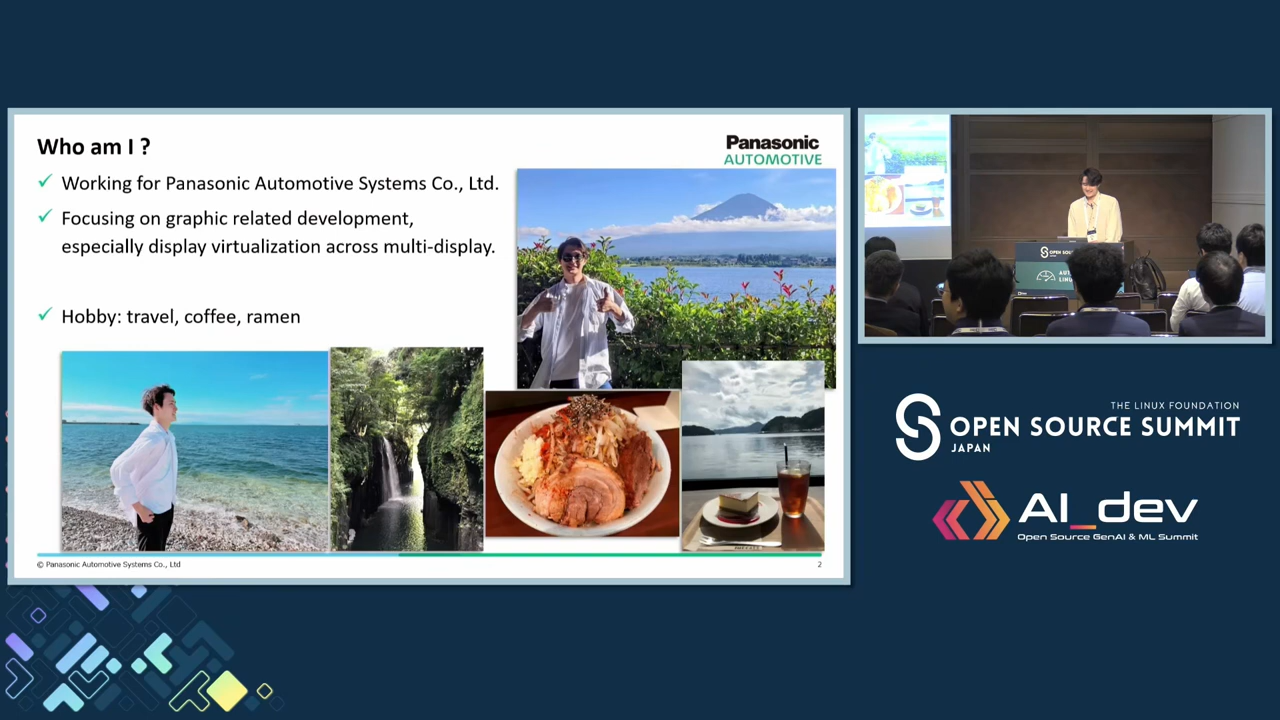 Who am I ?
Panasonic
AUTOMOTIVE
✓ Working for Panasonic Automotive Systems Co., Ltd.
✓ Focusing on graphic related development,
especially display virtualization across multi-display.
✓ Hobby: travel, coffee, ramen
© Panasonic Automotive Systems Co., Ltd
2
OPEN SOURCE
THE LINUX FOUNDATION
OPEN SOURCE SUMMIT
JAPAN
AI_dev
Open Source GenAI & ML Summit